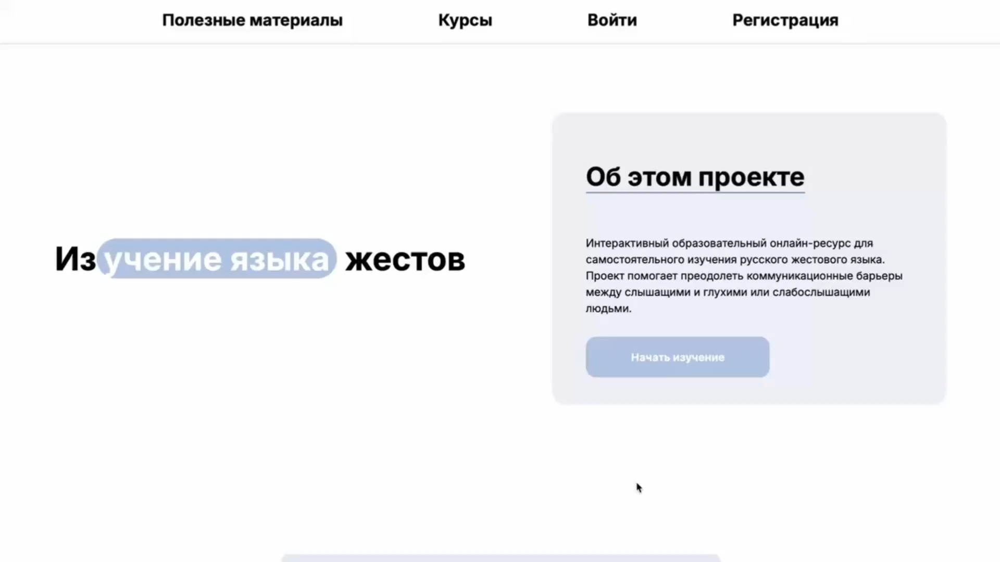 Полезные материалы
Курсы
Войти
Регистрация
Изучение языка жестов
Об этом проекте
Интерактивный образовательный онлайн-ресурс для
самостоятельного изучения русского жестового языка.
Проект помогает преодолеть коммуникационные барьеры
между слышащими и глухими или слабослышащими
людьми.
Начать изучение